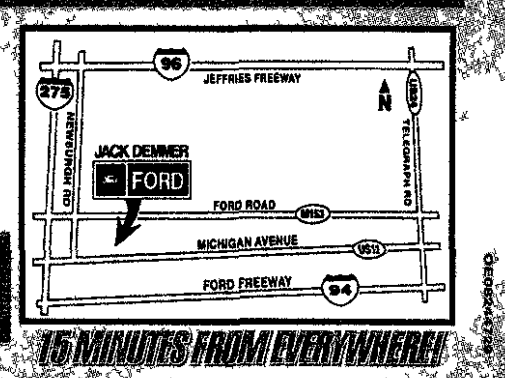 96
JEFFRIES FREEWAY
275
N
US24
NEWBURGH RD
TELEGRAPH RD
JACK DEMMER
FORD
FORD ROAD
M153
MICHIGAN AVENUE
US12
FORD FREEWAY
94
15 MINUTES FROM EVERYWHERE!